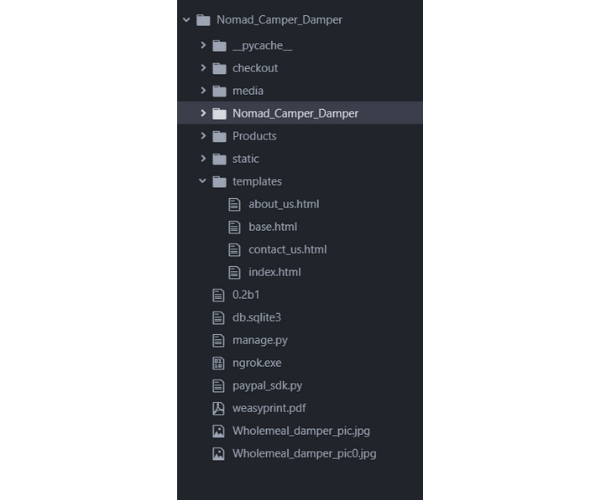 Nomad_Camper_Damper
__pycache__
checkout
media
Nomad_Camper_Damper
Products
static
templates
about_us.html
base.html
contact_us.html
index.html
0.2b1
db.sqlite3
manage.py
ngrok.exe
paypal_sdk.py
weasyprint.pdf
Wholemeal_damper_pic.jpg
Wholemeal_damper_pic0.jpg